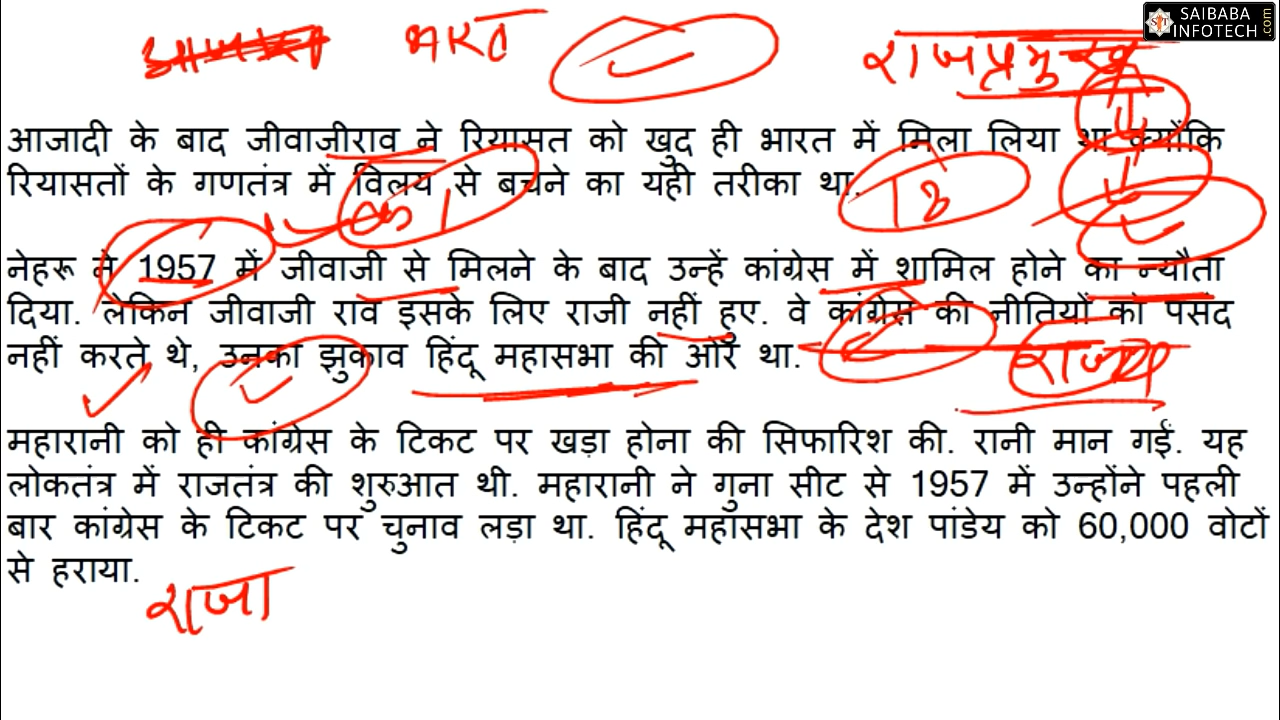 SAIBABA
INFOTECH.com
भारत
राजप्रमुख
आजादी के बाद जीवाजीराव ने रियासत को खुद ही भारत में मिला लिया था क्योंकि
रियासतों के गणतंत्र में विलय से बचने का यही तरीका था.
नेहरू ने 1957 में जीवाजी से मिलने के बाद उन्हें कांग्रेस में शामिल होने का न्यौता
दिया. लेकिन जीवाजी राव इसके लिए राजी नहीं हुए. वे कांग्रेस की नीतियों को पसंद
नहीं करते थे, उनका झुकाव हिंदू महासभा की ओर था.
महारानी को ही कांग्रेस के टिकट पर खड़ा होना की सिफारिश की. रानी मान गईं. यह
लोकतंत्र में राजतंत्र की शुरुआत थी. महारानी ने गुना सीट से 1957 में उन्होंने पहली
बार कांग्रेस के टिकट पर चुनाव लड़ा था. हिंदू महासभा के देश पांडेय को 60,000 वोटों
से हराया.
राजा